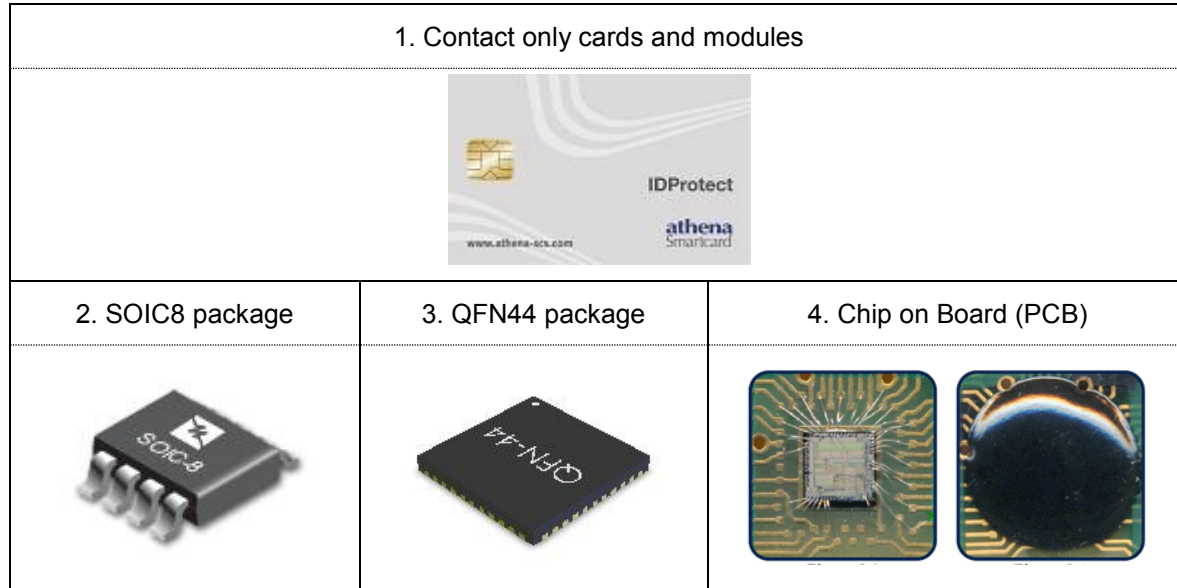 1. Contact only cards and modules
IDProtect
athena
Smartcard
www.athena-scs.com
2. SOIC8 package
3. QFN44 package
4. Chip on Board (PCB)
SOIC-8
QFN-44